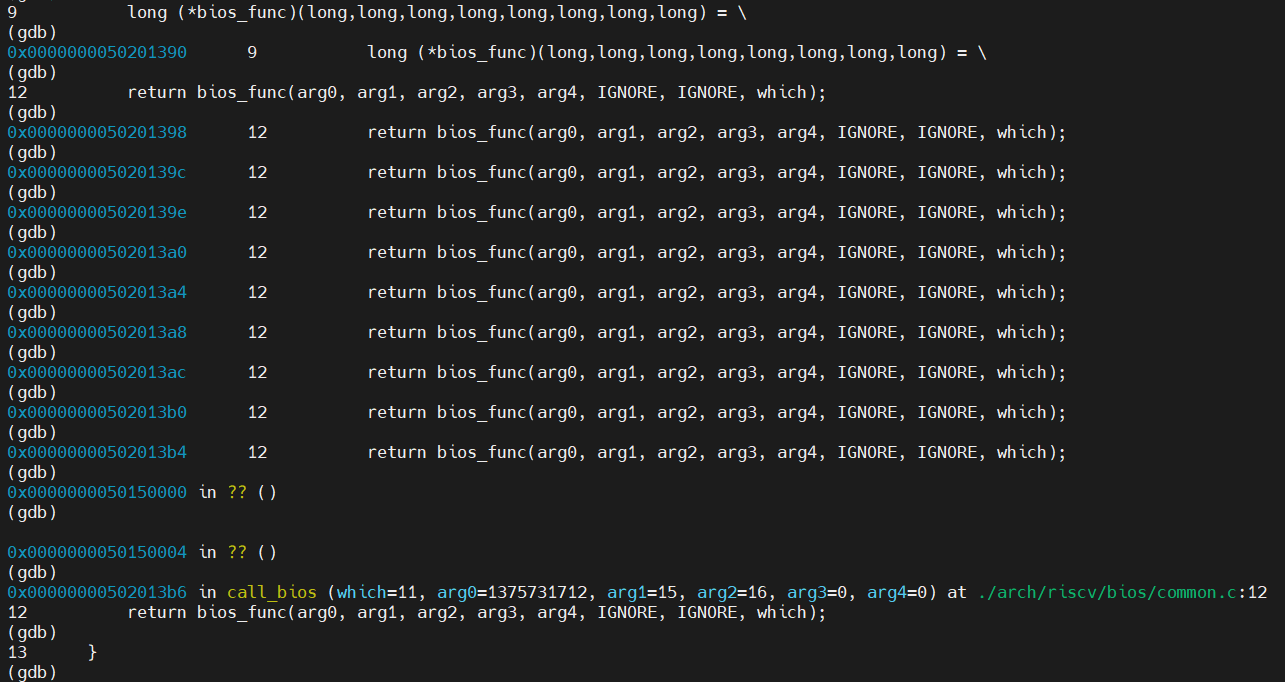 9         long (*bios_func)(long,long,long,long,long,long,long,long) = \
(gdb)
0x0000000050201390      9         long (*bios_func)(long,long,long,long,long,long,long,long) = \
(gdb)
12          return bios_func(arg0, arg1, arg2, arg3, arg4, IGNORE, IGNORE, which);
(gdb)
0x0000000050201398      12          return bios_func(arg0, arg1, arg2, arg3, arg4, IGNORE, IGNORE, which);
(gdb)
0x000000005020139c      12          return bios_func(arg0, arg1, arg2, arg3, arg4, IGNORE, IGNORE, which);
(gdb)
0x000000005020139e      12          return bios_func(arg0, arg1, arg2, arg3, arg4, IGNORE, IGNORE, which);
(gdb)
0x00000000502013a0      12          return bios_func(arg0, arg1, arg2, arg3, arg4, IGNORE, IGNORE, which);
(gdb)
0x00000000502013a4      12          return bios_func(arg0, arg1, arg2, arg3, arg4, IGNORE, IGNORE, which);
(gdb)
0x00000000502013a8      12          return bios_func(arg0, arg1, arg2, arg3, arg4, IGNORE, IGNORE, which);
(gdb)
0x00000000502013ac      12          return bios_func(arg0, arg1, arg2, arg3, arg4, IGNORE, IGNORE, which);
(gdb)
0x00000000502013b0      12          return bios_func(arg0, arg1, arg2, arg3, arg4, IGNORE, IGNORE, which);
(gdb)
0x00000000502013b4      12          return bios_func(arg0, arg1, arg2, arg3, arg4, IGNORE, IGNORE, which);
(gdb)
0x0000000050150000 in ?? ()
(gdb)
0x0000000050150004 in ?? ()
(gdb)
0x00000000502013b6 in call_bios (which=11, arg0=1375731712, arg1=15, arg2=16, arg3=0, arg4=0) at ./arch/riscv/bios/common.c:12
12          return bios_func(arg0, arg1, arg2, arg3, arg4, IGNORE, IGNORE, which);
(gdb)
13      }
(gdb)